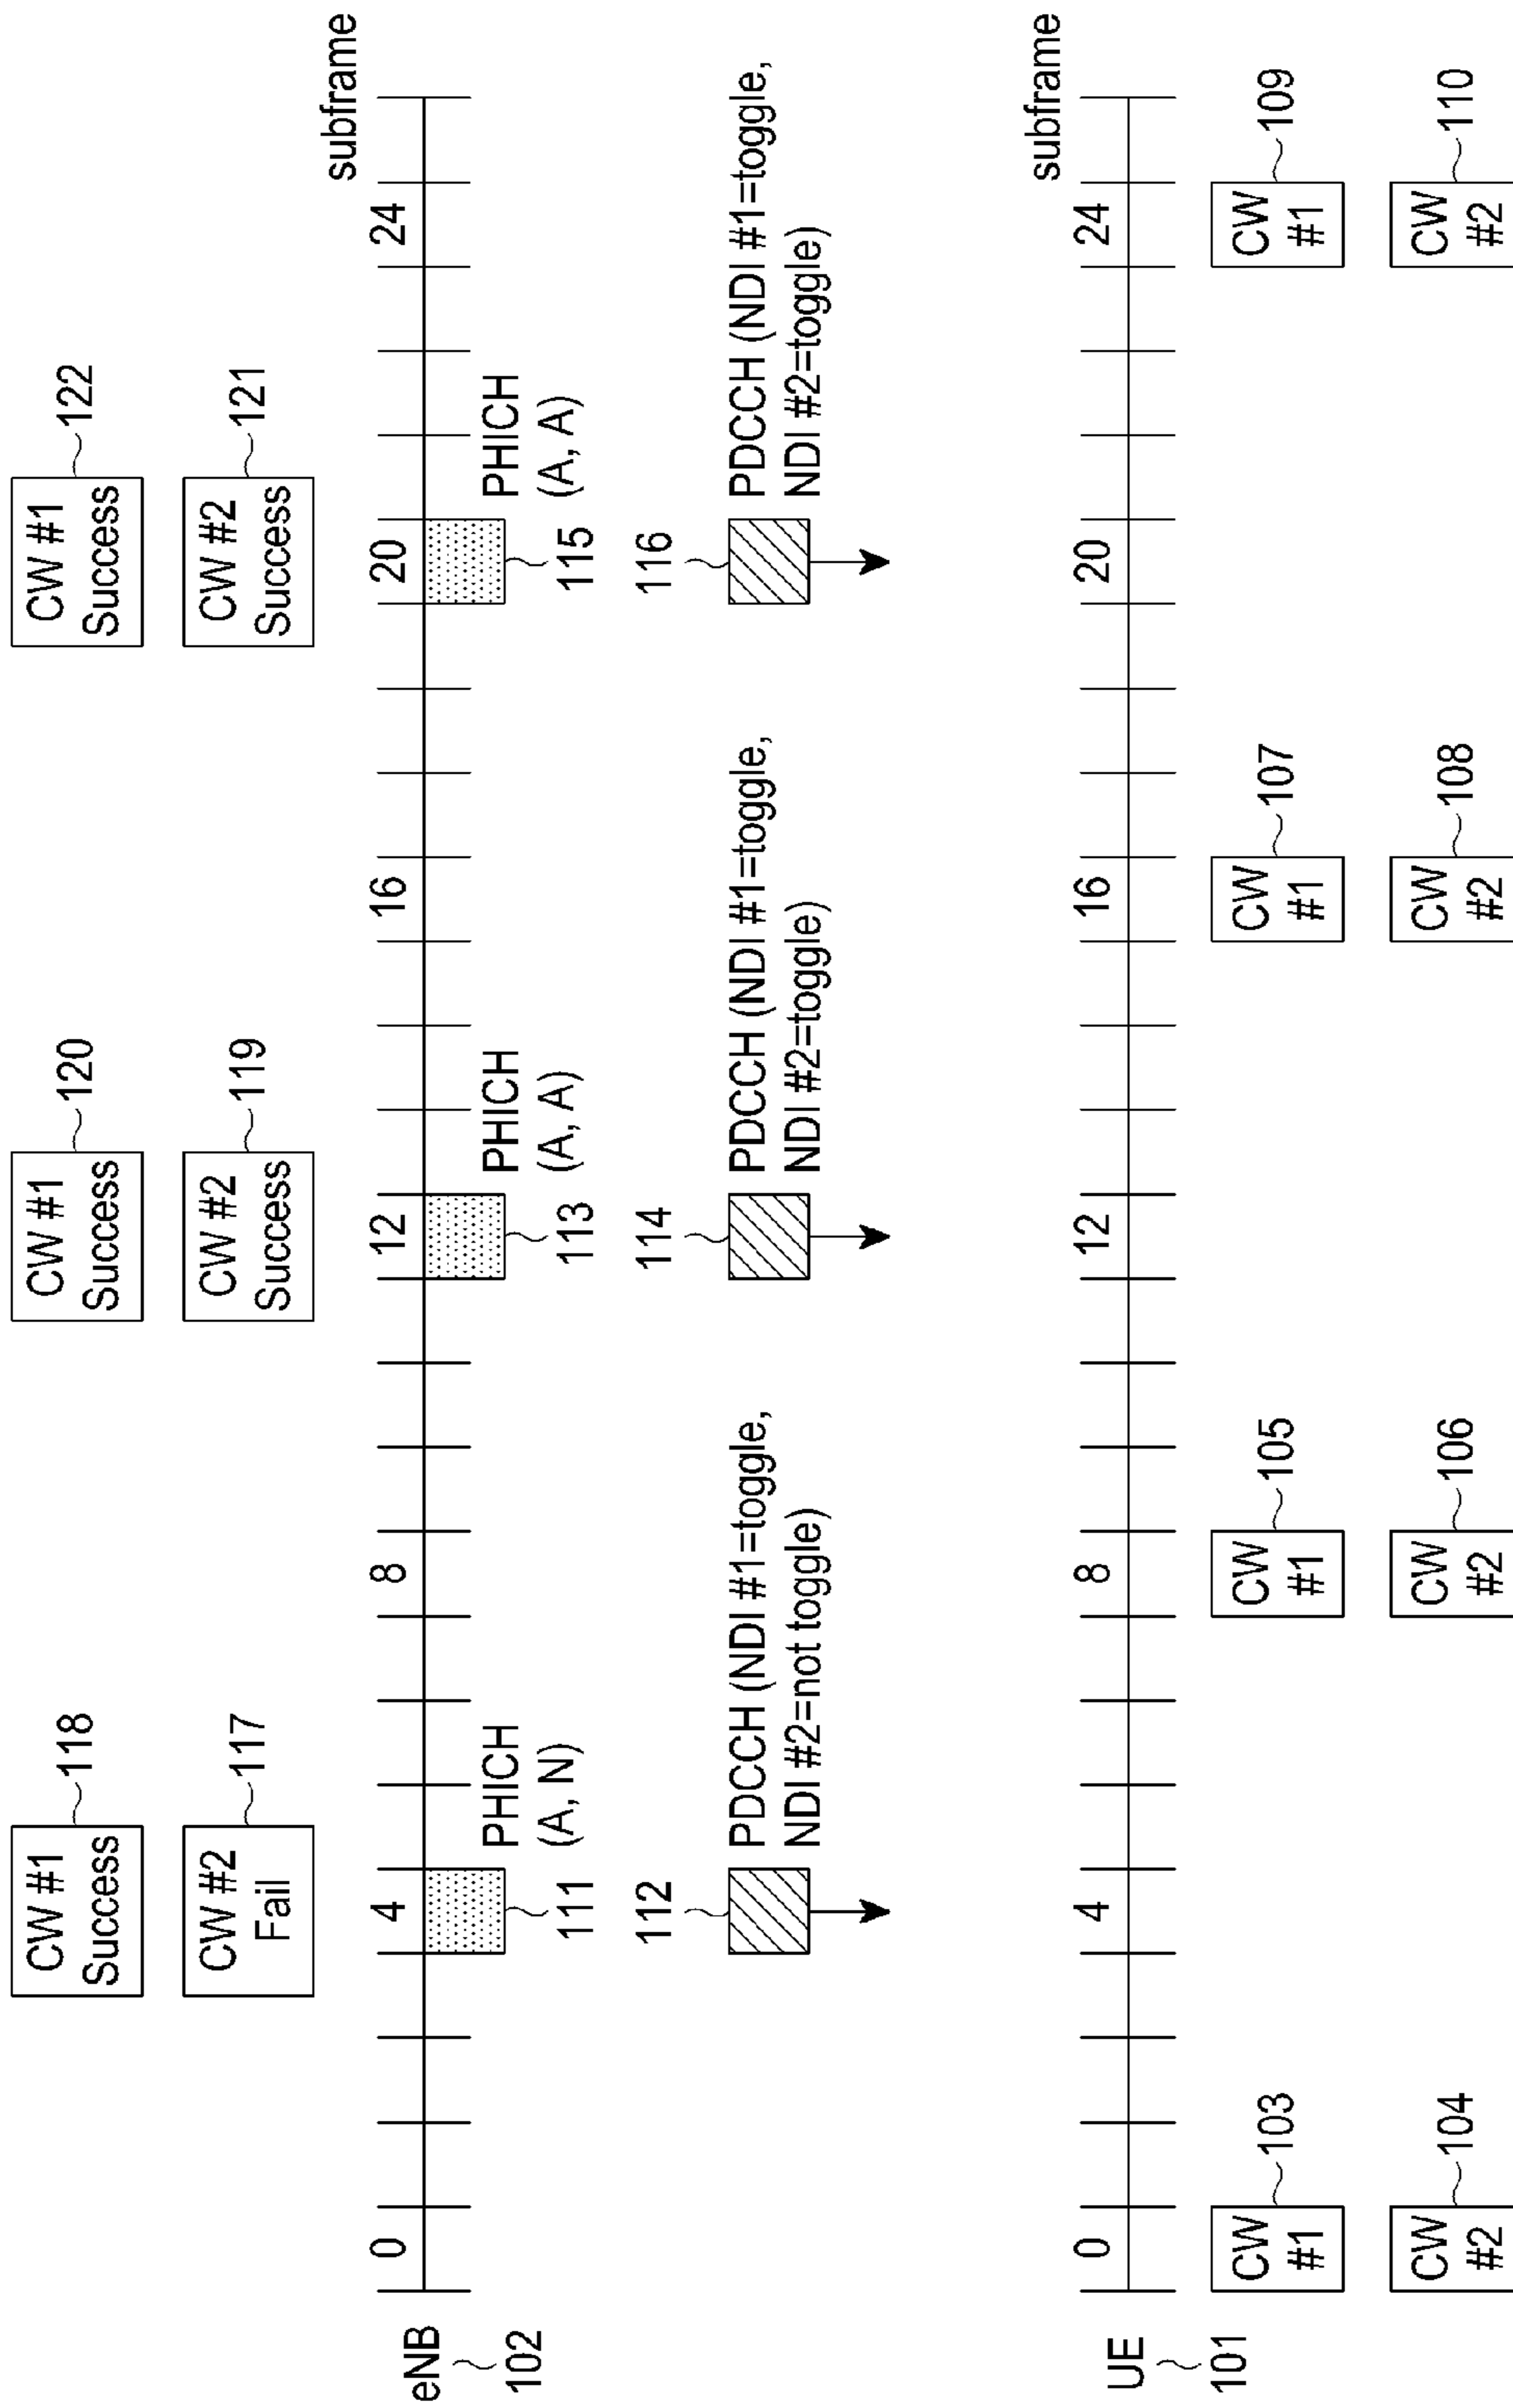 CW #1
Success
118
CW #1
Success
120
CW #1
Success
122
CW #2
Fail
117
CW #2
Success
119
CW #2
Success
121
subframe
0
4
8
12
16
20
24
eNB
102
PHICH
(A, N)
111
PHICH
(A, A)
113
PHICH
(A, A)
115
112
PDCCH (NDI #1=toggle,
NDI #2=not toggle)
114
PDCCH (NDI #1=toggle,
NDI #2=toggle)
116
PDCCH (NDI #1=toggle,
NDI #2=toggle)
subframe
0
4
8
12
16
20
24
UE
101
CW
#1
103
CW
#1
105
CW
#1
107
CW
#1
109
CW
#2
104
CW
#2
106
CW
#2
108
CW
#2
110